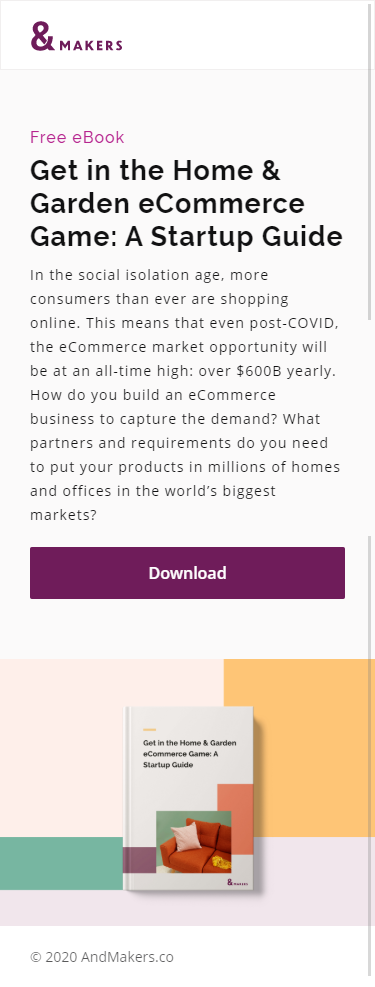 & MAKERS
Free eBook
Get in the Home &
Garden eCommerce
Game: A Startup Guide
In the social isolation age, more
consumers than ever are shopping
online. This means that even post-COVID,
the eCommerce market opportunity will
be at an all-time high: over $600B yearly.
How do you build an eCommerce
business to capture the demand? What
partners and requirements do you need
to put your products in millions of homes
and offices in the world’s biggest
markets?
Download
Get in the Home & Garden
eCommerce Game: A
Startup Guide
& MAKERS
© 2020 AndMakers.co